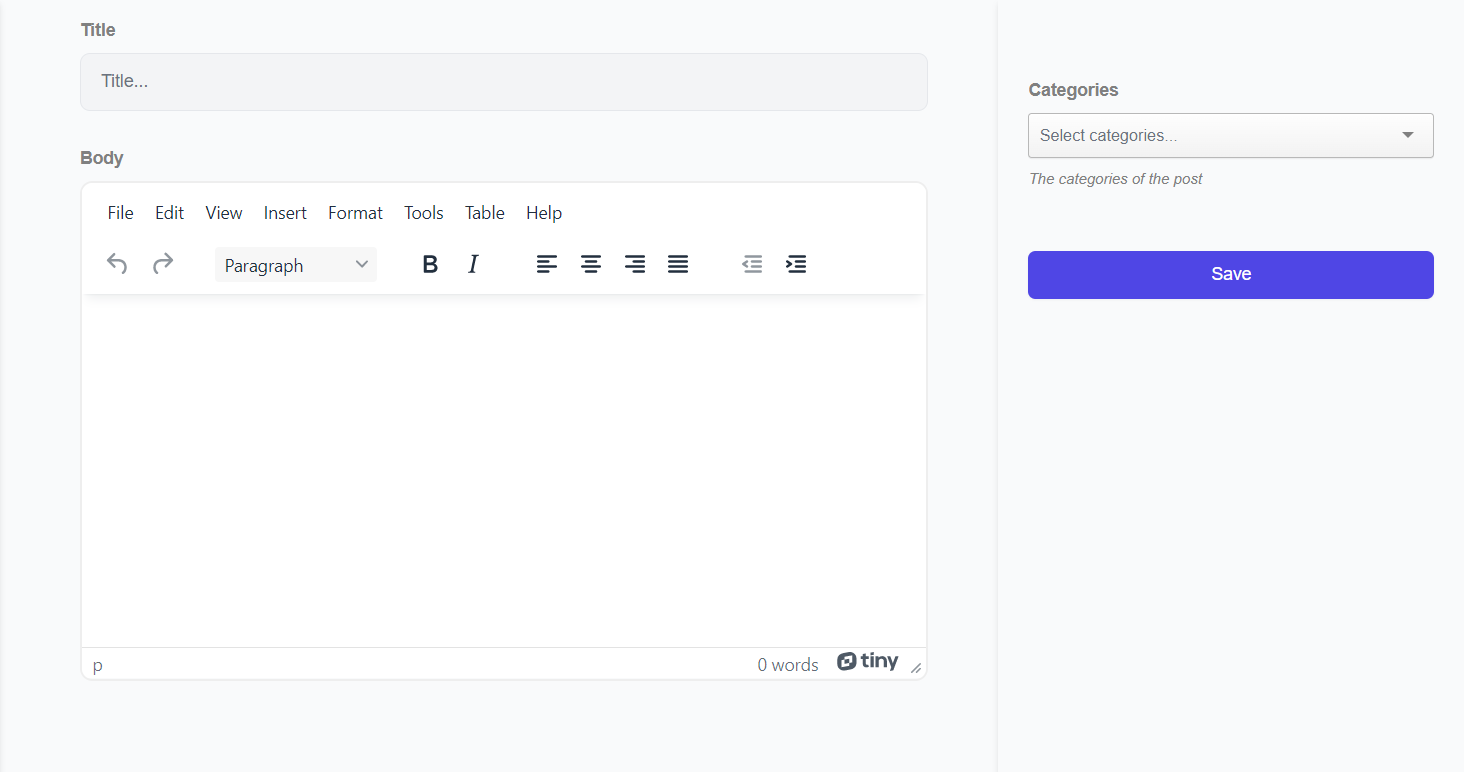 Title
Title...
Body
File Edit View Insert Format Tools Table Help
Paragraph B I
p 0 words tiny
Categories
Select categories...
The categories of the post
Save